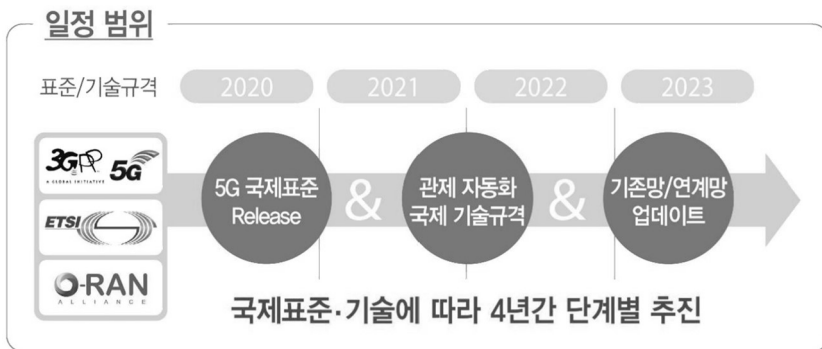 일정 범위
표준/기술규격
2020
2021
2022
2023
3GPP 5G
A GLOBAL INITIATIVE
ETSI
O-RAN
ALLIANCE
5G 국제표준
Release
&
관제 자동화
국제 기술규격
&
기존망/연계망
업데이트
국제표준·기술에 따라 4년간 단계별 추진